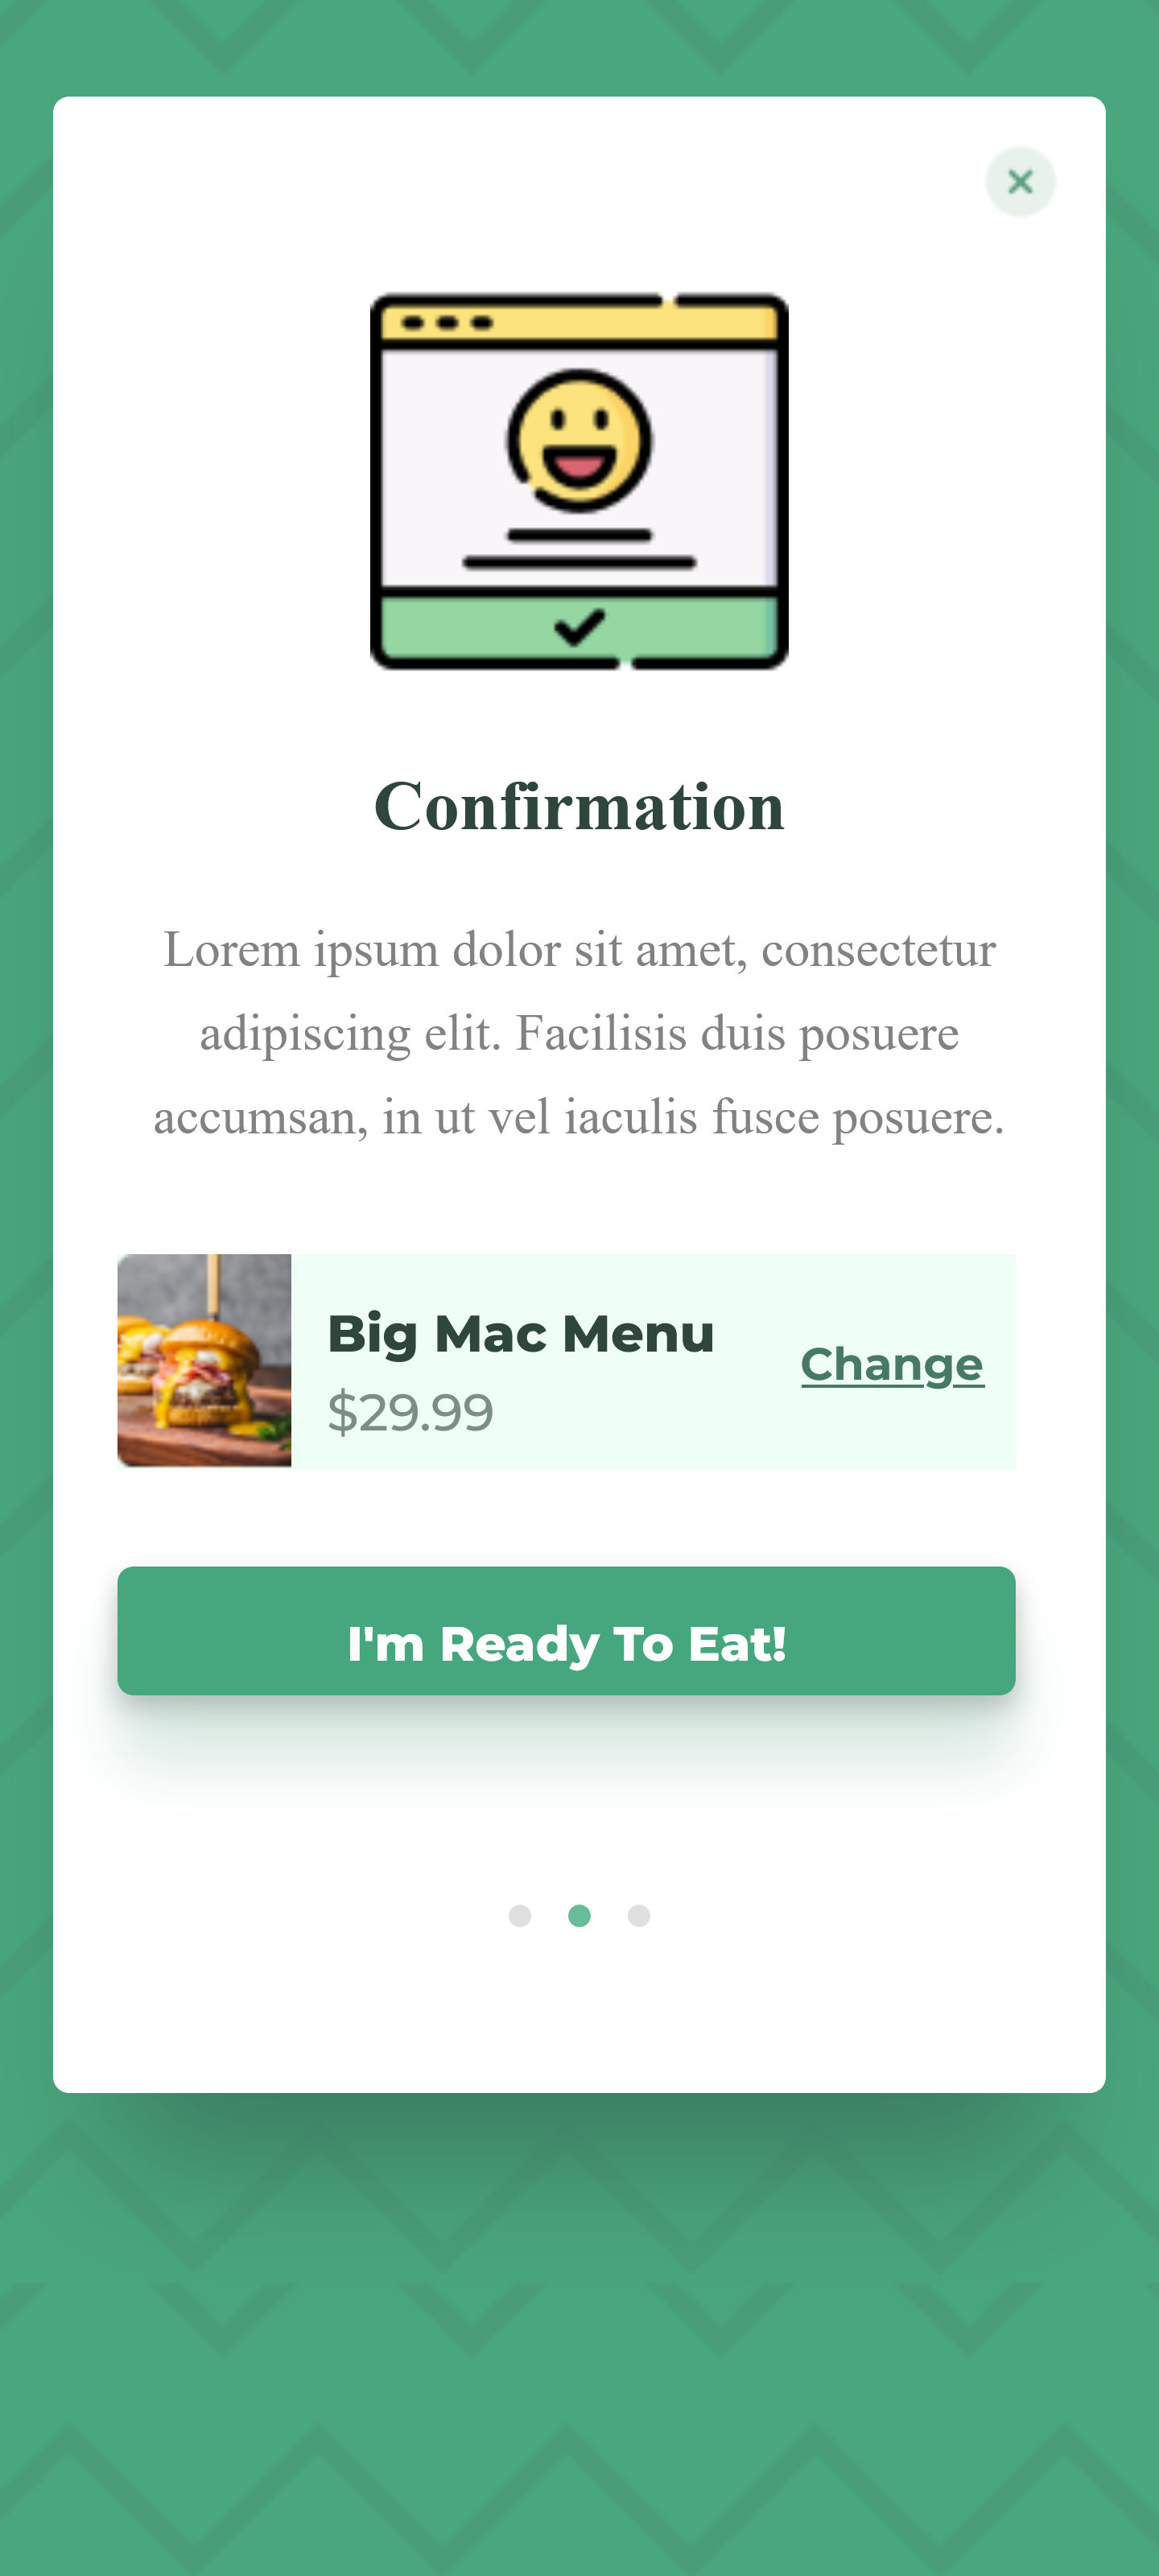 Confirmation
Lorem ipsum dolor sit amet, consectetur
adipiscing elit. Facilisis duis posuere
accumsan, in ut vel iaculis fusce posuere.
Big Mac Menu
$29.99
Change
I'm Ready To Eat!